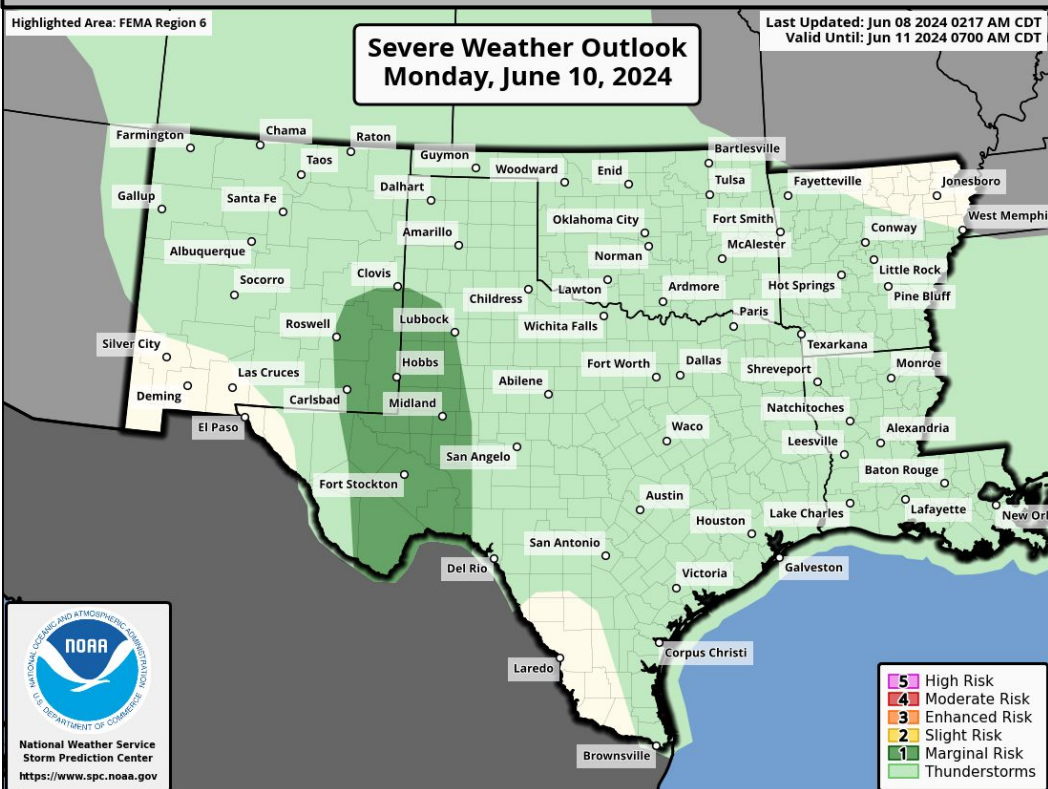 Highlighted Area: FEMA Region 6
Severe Weather Outlook
Monday, June 10, 2024
Last Updated: Jun 08 2024 0217 AM CDT
Valid Until: Jun 11 2024 0700 AM CDT
Farmington
Chama
Raton
Taos
Guymon
Woodward
Enid
Bartlesville
Tulsa
Fayetteville
Jonesboro
Gallup
Santa Fe
Dalhart
Albuquerque
Amarillo
Oklahoma City
Norman
Fort Smith
McAlester
Conway
West Memphi
Socorro
Clovis
Childress
Lawton
Ardmore
Hot Springs
Little Rock
Pine Bluff
Roswell
Lubbock
Wichita Falls
Paris
Texarkana
Silver City
Las Cruces
Hobbs
Fort Worth
Dallas
Shreveport
Monroe
Deming
Carlsbad
Midland
Abilene
Natchitoches
El Paso
San Angelo
Waco
Leesville
Alexandria
Fort Stockton
Baton Rouge
Austin
Houston
Lake Charles
Lafayette
New Orl
San Antonio
Del Rio
Galveston
Victoria
Laredo
Corpus Christi
Brownsville
NATIONAL OCEANIC AND ATMOSPHERIC ADMINISTRATION
NOAA
U.S. DEPARTMENT OF COMMERCE
National Weather Service
Storm Prediction Center
https://www.spc.noaa.gov
5 High Risk
4 Moderate Risk
3 Enhanced Risk
2 Slight Risk
1 Marginal Risk
Thunderstorms